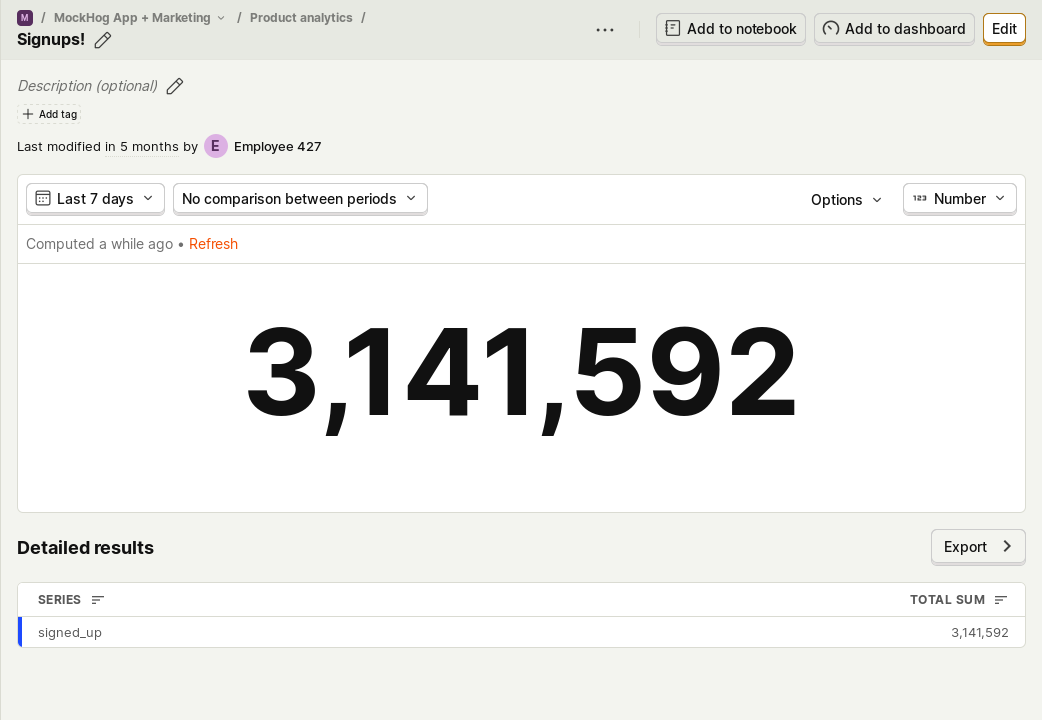 M / MockHog App + Marketing / Product analytics /
Signups!
Add to notebook
Add to dashboard
Edit
Description (optional)
Add tag
Last modified in 5 months by E Employee 427
Last 7 days
No comparison between periods
Options
123 Number
Computed a while ago • Refresh
3,141,592
Detailed results
Export
SERIES TOTAL SUM
signed_up 3,141,592